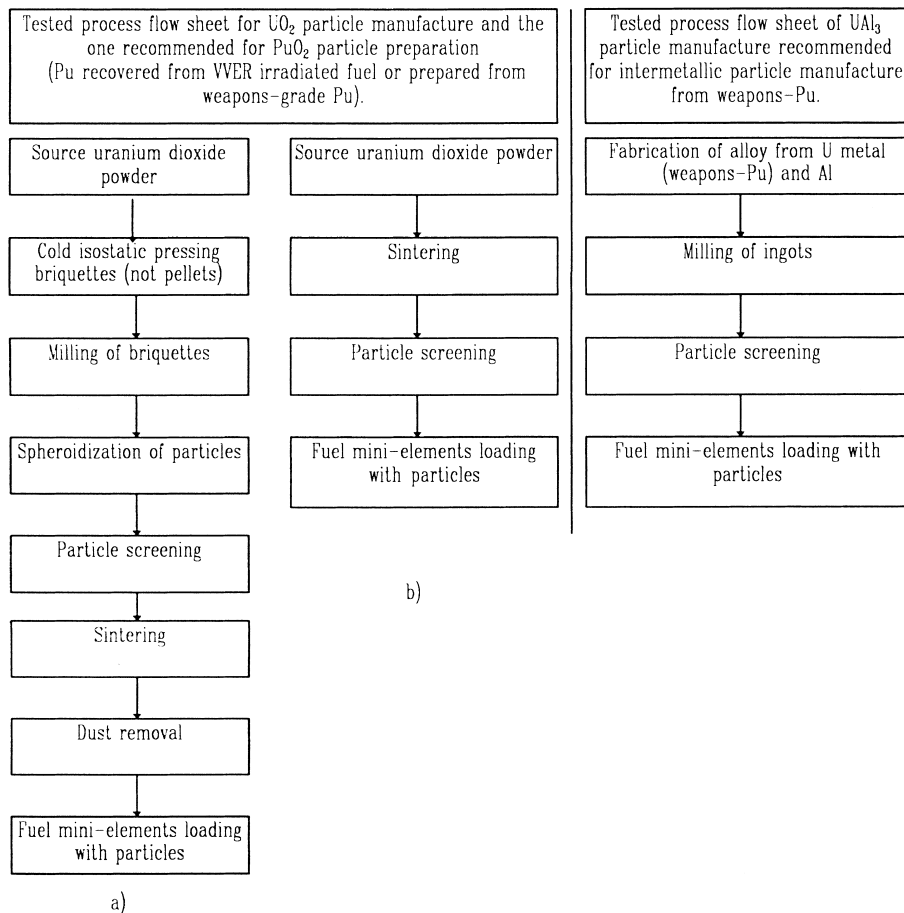 Tested process flow sheet for UO₂ particle manufacture and the
one recommended for PuO₂ particle preparation
(Pu recovered from VVER irradiated fuel or prepared from
weapons-grade Pu).
Source uranium dioxide
powder
Cold isostatic pressing
briquettes (not pellets)
Milling of briquettes
Spheroidization of particles
Particle screening
Sintering
Dust removal
Fuel mini-elements loading
with particles
a)
Source uranium dioxide powder
Sintering
Particle screening
Fuel mini-elements loading
with particles
b)
Tested process flow sheet of UAl₃
particle manufacture recommended
for intermetallic particle manufacture
from weapons-Pu.
Fabrication of alloy from U metal
(weapons-Pu) and Al
Milling of ingots
Particle screening
Fuel mini-elements loading with
particles